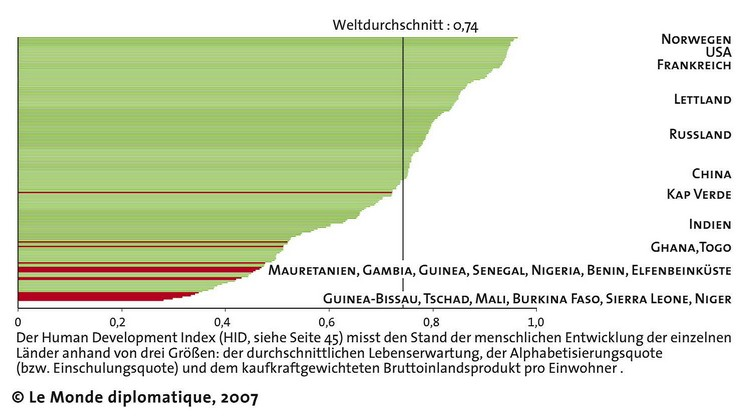 Weltdurchschnitt : 0,74
Norwegen
USA
Frankreich
Lettland
Russland
China
Kap Verde
Indien
Ghana,Togo
Mauretanien, Gambia, Guinea, Senegal, Nigeria, Benin, Elfenbeinküste
Guinea-Bissau, Tschad, Mali, Burkina Faso, Sierra Leone, Niger
0 0,2 0,4 0,6 0,8 1,0
Der Human Development Index (HID, siehe Seite 45) misst den Stand der menschlichen Entwicklung der einzelnen
Länder anhand von drei Größen: der durchschnittlichen Lebenserwartung, der Alphabetisierungsquote
(bzw. Einschulungsquote) und dem kaufkraftgewichteten Bruttoinlandsprodukt pro Einwohner .
© Le Monde diplomatique, 2007